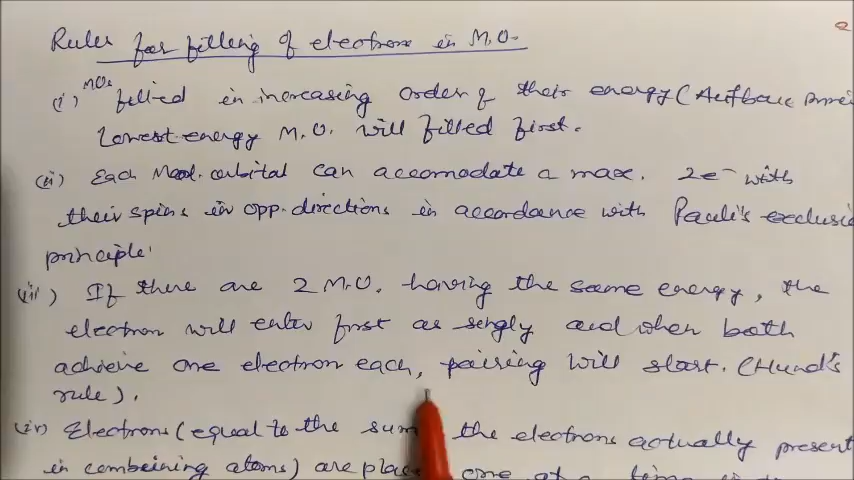 Rules for filling of electrons in M.O.
(i) MOs filled in increasing order of their energy (Aufbau
Lowest energy M.O. will filled first.
(ii) Each Mol. orbital can accomodate a max. 2e⁻ with
their spins in opp. directions in accordance with Pauli's exclusi
principle.
(iii) If there are 2 M.O. having the same energy, the
electron will enter first as singly and when both
achieve one electron each, pairing will start. (Hund's
rule).
(iv) Electrons (equal to the sum the electrons actually present
in combining atoms) are one at a time